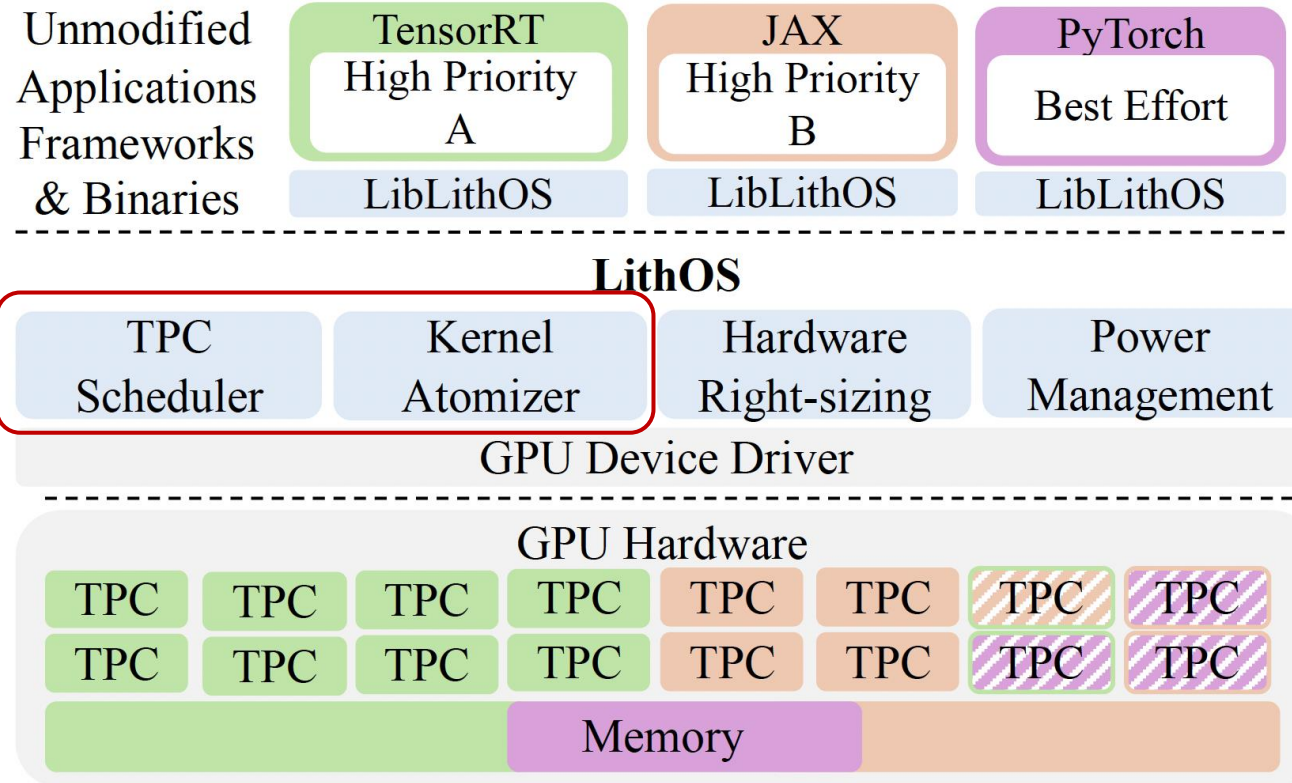 Unmodified
Applications
Frameworks
& Binaries
TensorRT
High Priority
A
LibLithOS
JAX
High Priority
B
LibLithOS
PyTorch
Best Effort
LibLithOS
LithOS
TPC
Scheduler
Kernel
Atomizer
Hardware
Right-sizing
Power
Management
GPU Device Driver
GPU Hardware
TPC TPC TPC TPC TPC TPC TPC TPC
TPC TPC TPC TPC TPC TPC TPC TPC
Memory